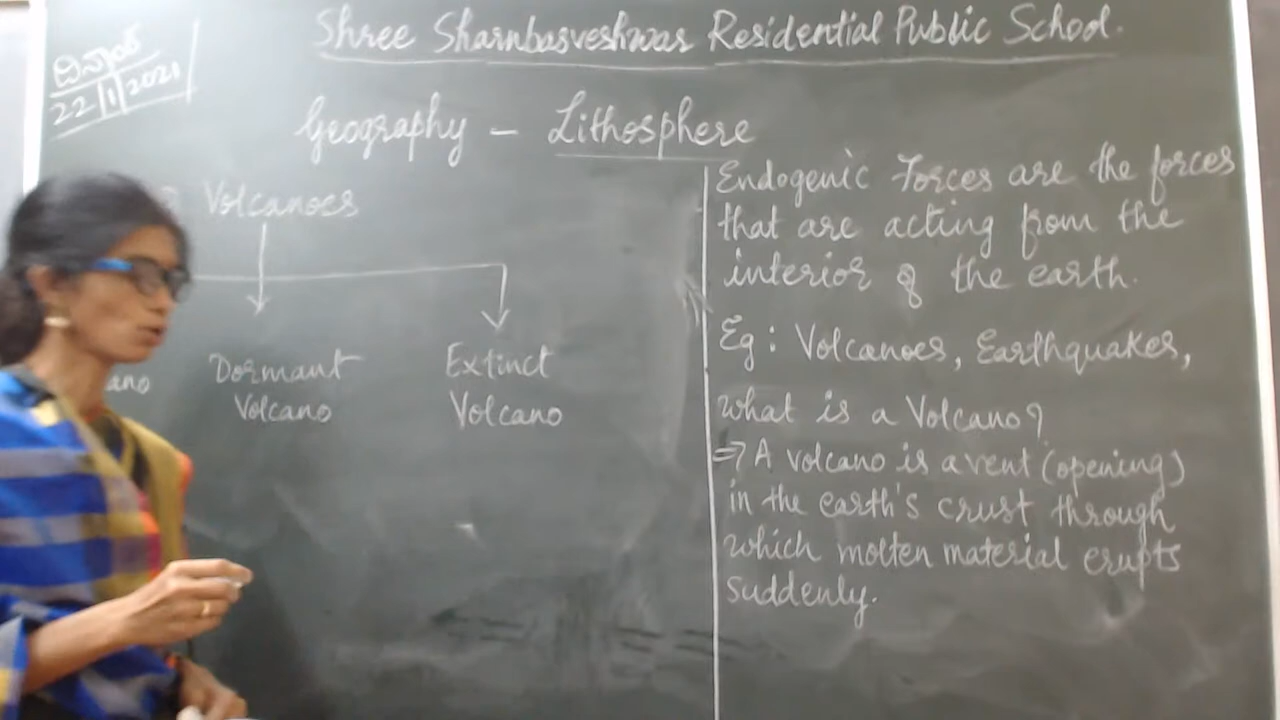 Shree Sharnbasveshwar Residential Public School.
ದಿನಾಂಕ
22/1/2021
Geography - Lithosphere
Volcanoes
Dormant
Volcano
Extinct
Volcano
Endogenic Forces are the forces
that are acting from the
interior of the earth.
Eg: Volcanoes, Earthquakes,
What is a Volcano?
⇒ A volcano is a vent (opening)
in the earth's crust through
which molten material erupts
suddenly.